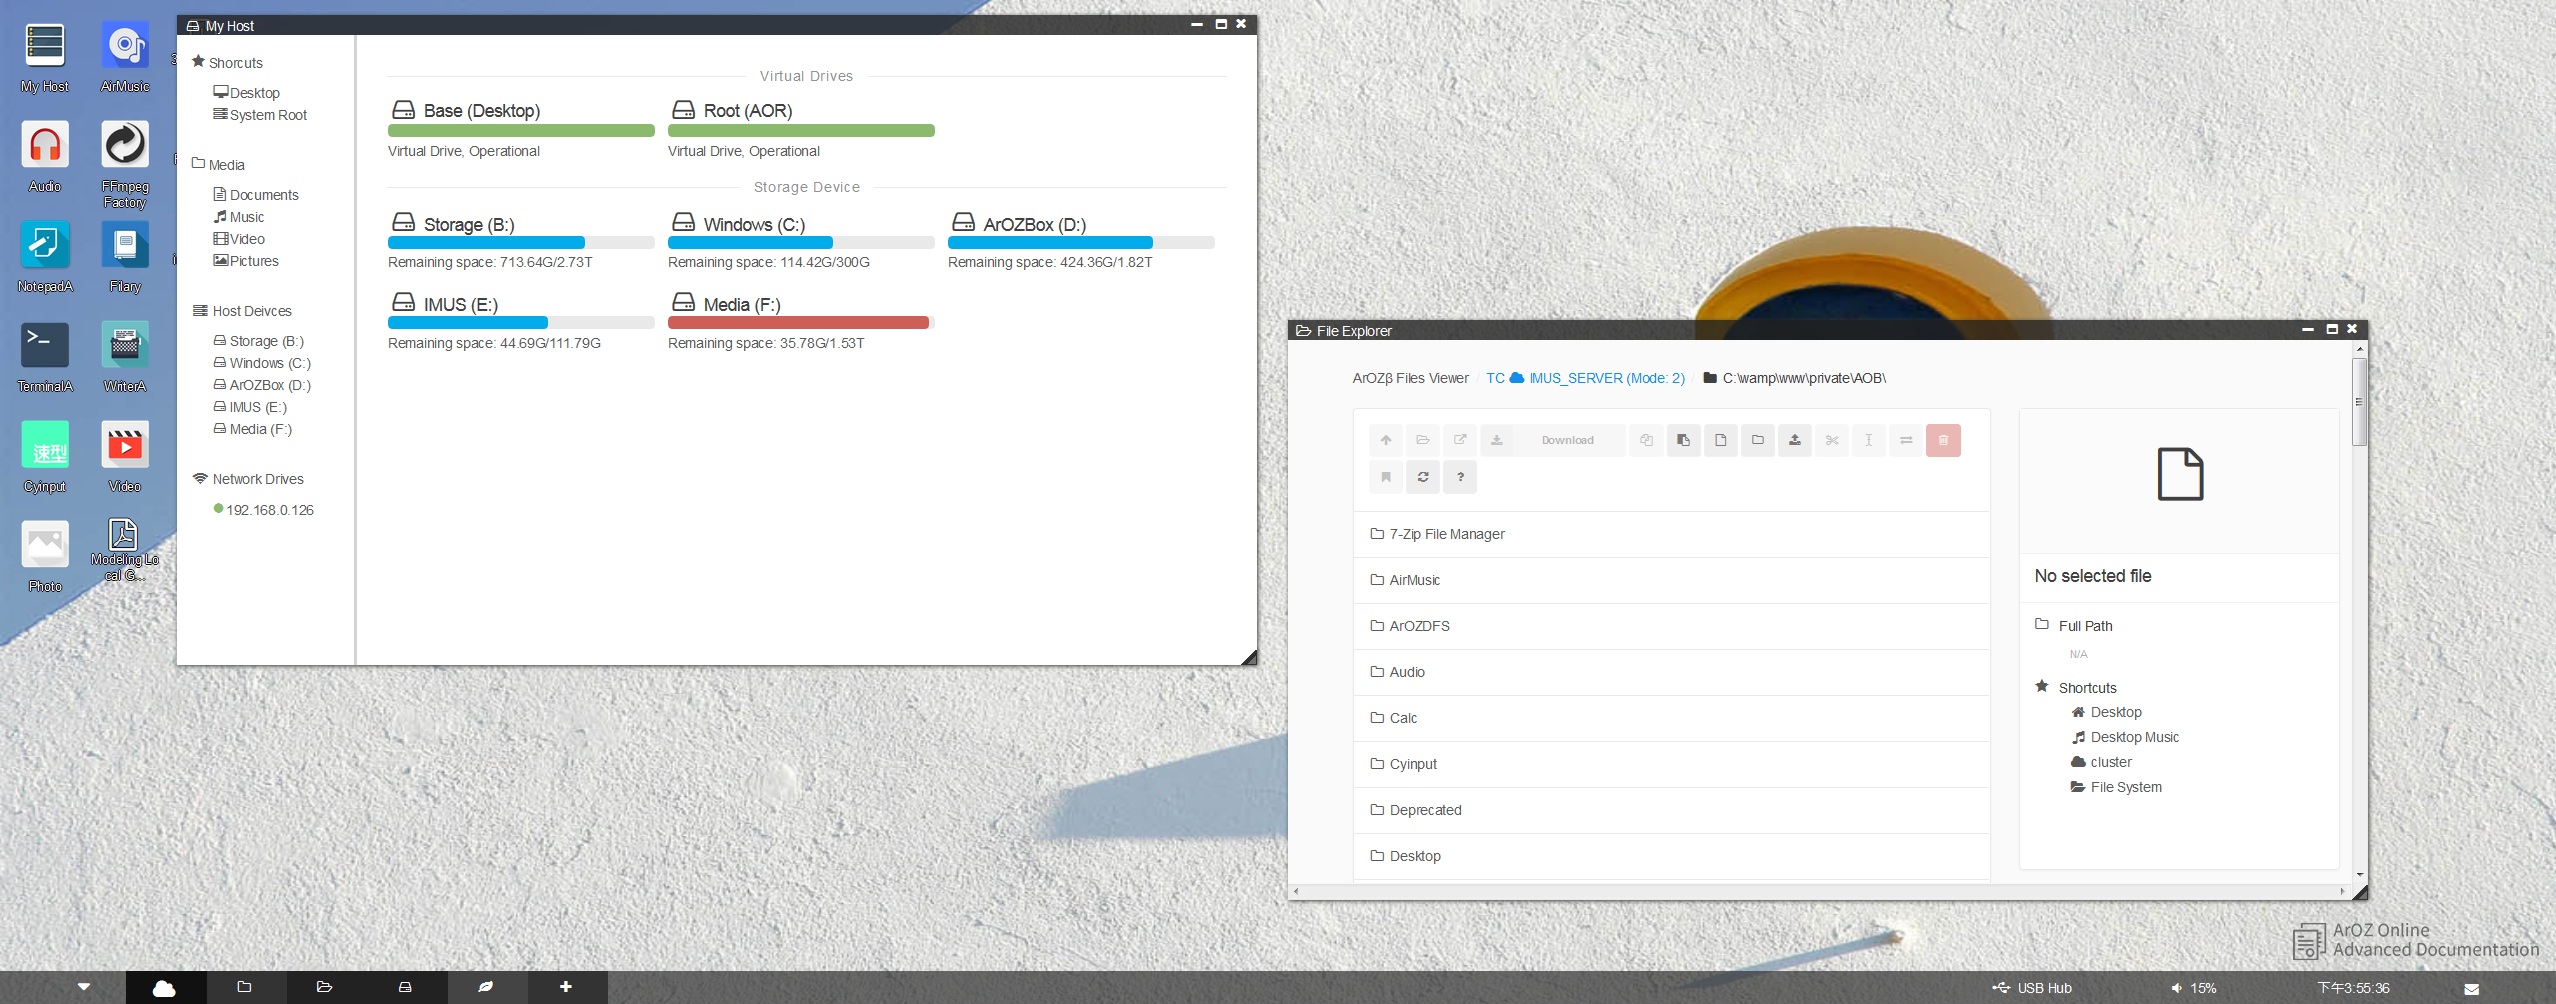 My Host
AirMusic
Audio
FFmpeg
Factory
NotepadA
Filary
TerminalA
WriterA
速型
Cyinput
Video
Photo
Modeling Lo
cal G...
My Host
Shorcuts
Desktop
System Root
Media
Documents
Music
Video
Pictures
Host Deivces
Storage (B:)
Windows (C:)
ArOZBox (D:)
IMUS (E:)
Media (F:)
Network Drives
192.168.0.126
Virtual Drives
Base (Desktop)
Virtual Drive, Operational
Root (AOR)
Virtual Drive, Operational
Storage Device
Storage (B:)
Remaining space: 713.64G/2.73T
Windows (C:)
Remaining space: 114.42G/300G
ArOZBox (D:)
Remaining space: 424.36G/1.82T
IMUS (E:)
Remaining space: 44.69G/111.79G
Media (F:)
Remaining space: 35.78G/1.53T
File Explorer
ArOZβ Files Viewer / TC IMUS_SERVER (Mode: 2) / C:\wamp\www\private\AOB\
Download
?
7-Zip File Manager
AirMusic
ArOZDFS
Audio
Calc
Cyinput
Deprecated
Desktop
No selected file
Full Path
N/A
Shortcuts
Desktop
Desktop Music
cluster
File System
ArOZ Online
Advanced Documentation
USB Hub
15%
下午3:55:36